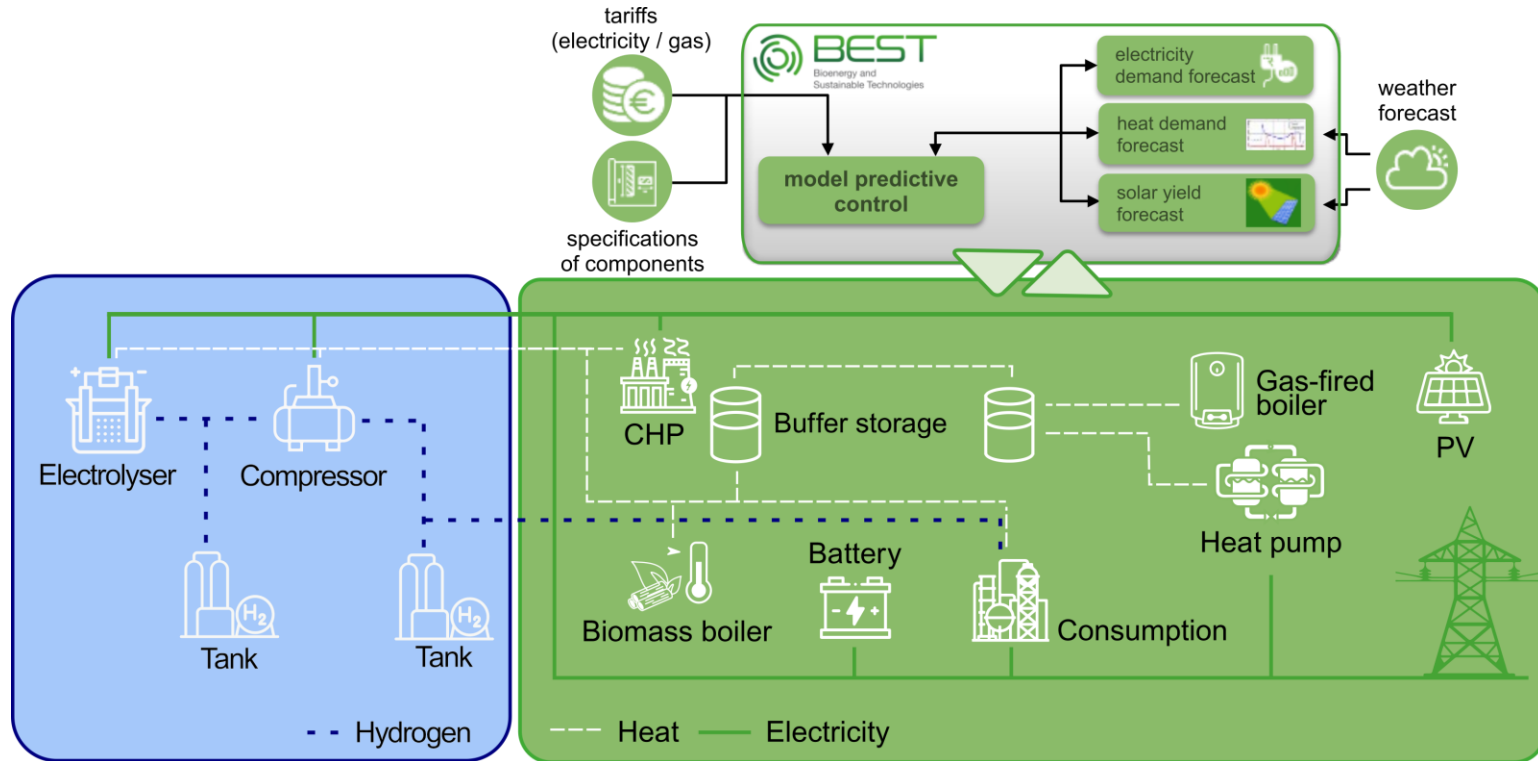 tariffs
(electricity / gas)
BEST
Bioenergy and
Sustainable Technologies
electricity
demand forecast
heat demand
forecast
solar yield
forecast
weather
forecast
model predictive
control
specifications
of components
Electrolyser
Compressor
CHP
Buffer storage
Gas-fired
boiler
PV
Heat pump
Battery
H2
Tank
H2
Tank
Biomass boiler
Consumption
Hydrogen
Heat
Electricity